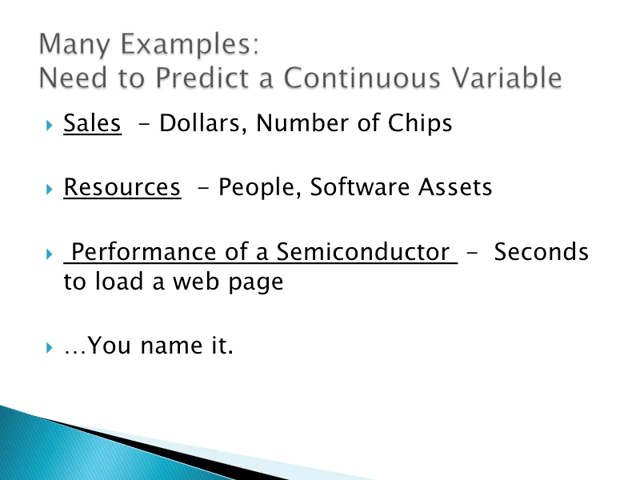 Many Examples:
Need to Predict a Continuous Variable
Sales – Dollars, Number of Chips
Resources – People, Software Assets
Performance of a Semiconductor – Seconds
to load a web page
…You name it.